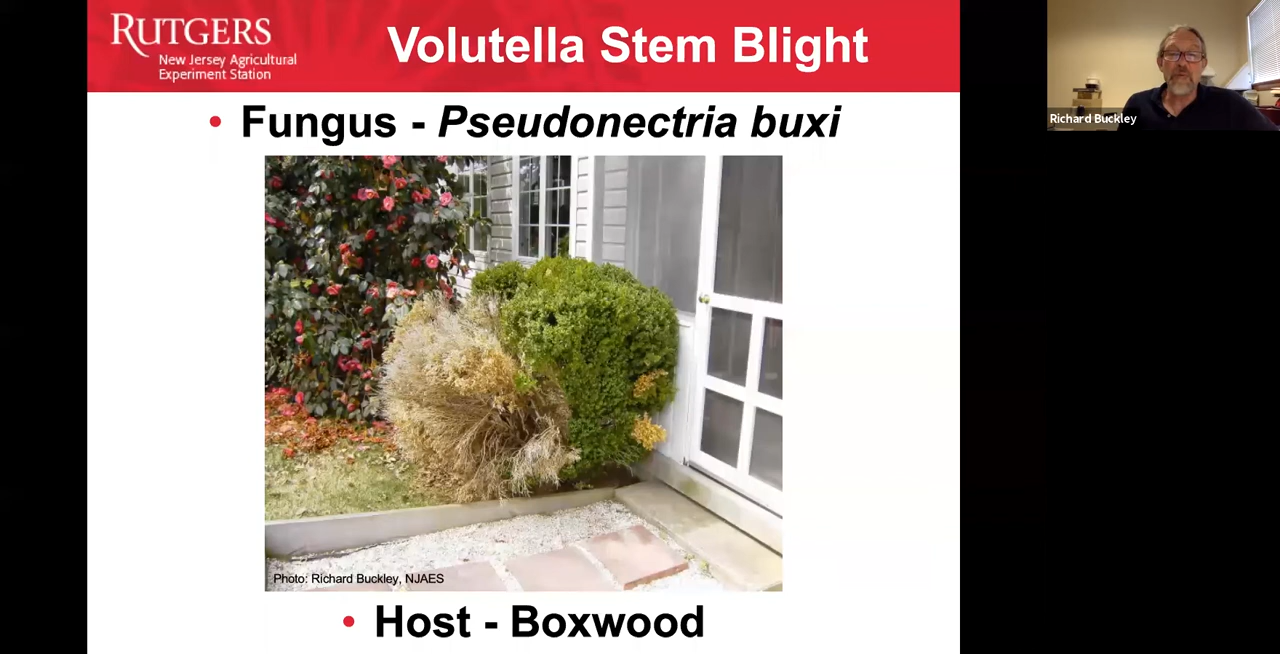 RUTGERS
New Jersey Agricultural
Experiment Station
Volutella Stem Blight
• Fungus - Pseudonectria buxi
Richard Buckley
Photo: Richard Buckley, NJAES
• Host - Boxwood